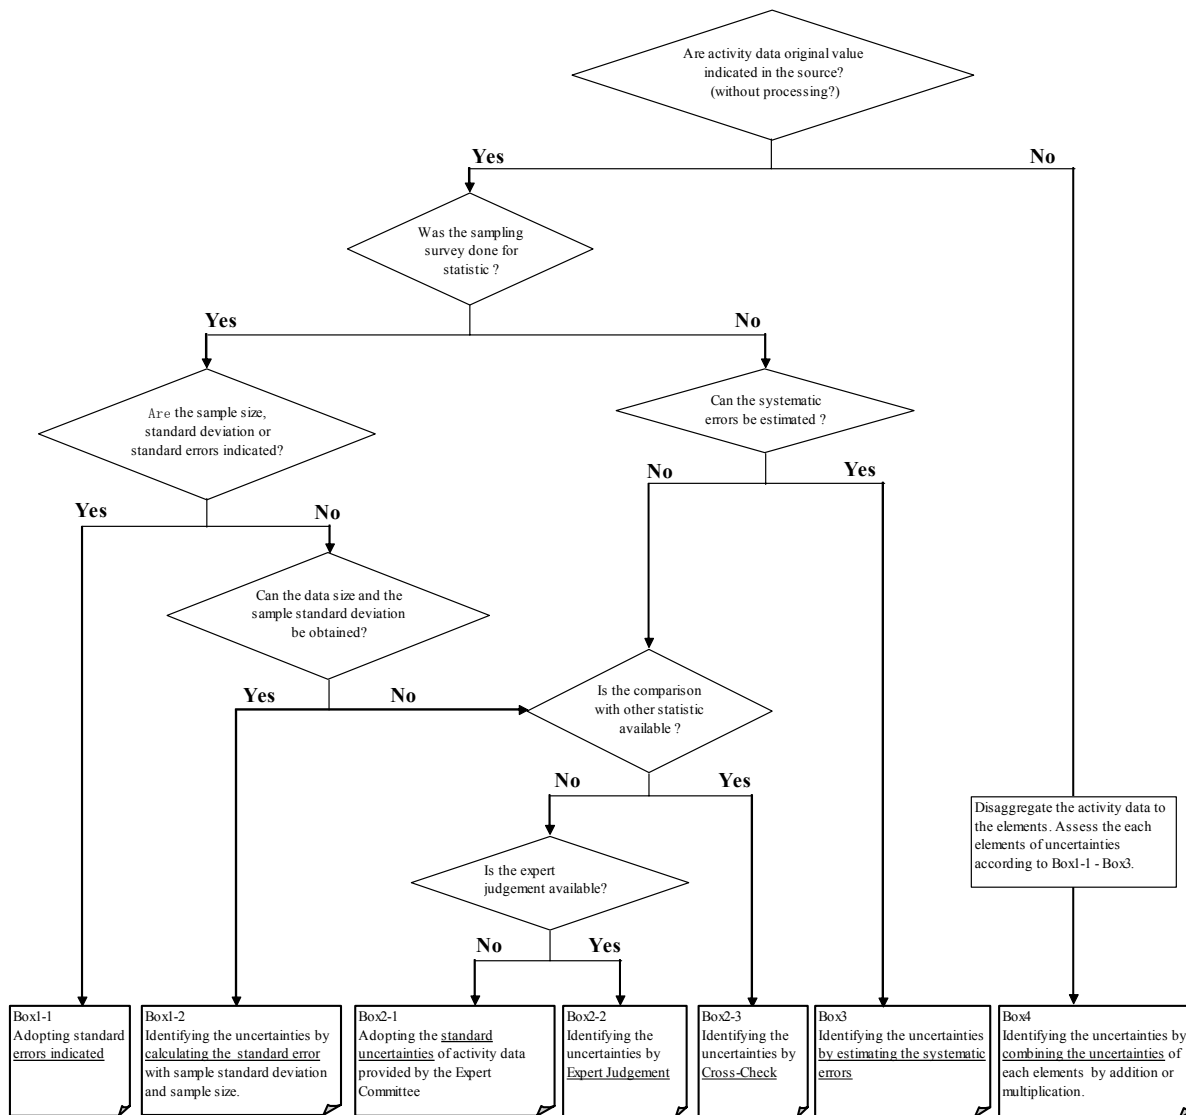 Are activity data original value
indicated in the source?
(without processing?)
Yes
No
Was the sampling
survey done for
statistic ?
Yes
No
Are the sample size,
standard deviation or
standard errors indicated?
Can the systematic
errors be estimated ?
No
Yes
Yes
No
Can the data size and the
sample standard deviation
be obtained?
Yes
No
Is the comparison
with other statistic
available ?
No
Yes
Disaggregate the activity data to
the elements. Assess the each
elements of uncertainties
according to Box1-1 - Box3.
Is the expert
judgement available?
No
Yes
Box1-1
Adopting standard
errors indicated
Box1-2
Identifying the uncertainties by
calculating the standard error
with sample standard deviation
and sample size.
Box2-1
Adopting the standard
uncertainties of activity data
provided by the Expert
Committee
Box2-2
Identifying the
uncertainties by
Expert Judgement
Box2-3
Identifying the
uncertainties by
Cross-Check
Box3
Identifying the uncertainties
by estimating the systematic
errors
Box4
Identifying the uncertainties by
combining the uncertainties of
each elements by addition or
multiplication.